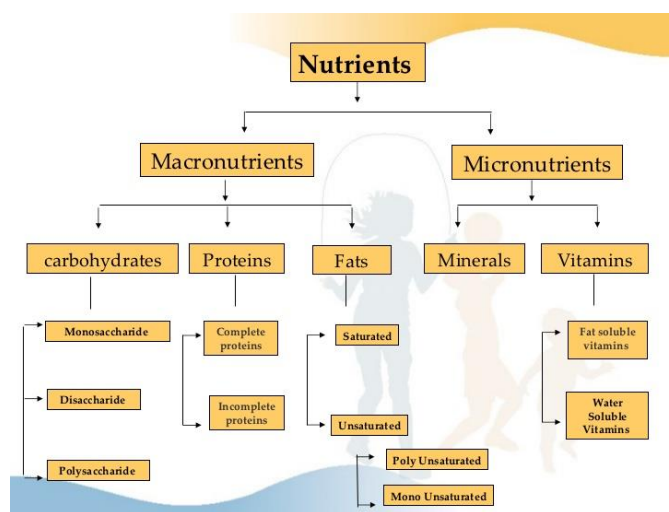 Nutrients
Macronutrients
Micronutrients
carbohydrates
Proteins
Fats
Minerals
Vitamins
Monosaccharide
Disaccharide
Polysaccharide
Complete
proteins
Incomplete
proteins
Saturated
Unsaturated
Poly Unsaturated
Mono Unsaturated
Fat soluble
vitamins
Water
Soluble
Vitamins